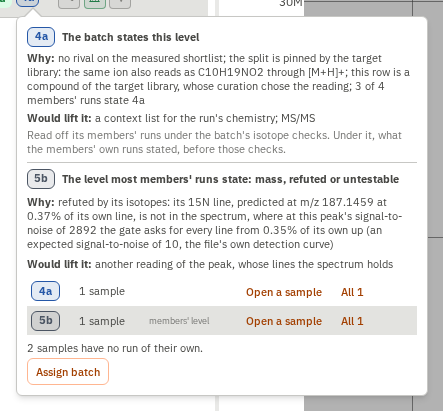 30M
4a The batch states this level
Why: no rival on the measured shortlist; the split is pinned by the target
library: the same ion also reads as C10H19NO2 through [M+H]+; this row is a
compound of the target library, whose curation chose the reading; 3 of 4
members' runs state 4a
Would lift it: a context list for the run's chemistry; MS/MS
Read off its members' runs under the batch's isotope checks. Under it, what
the members' own runs stated, before those checks.
5b The level most members' runs state: mass, refuted or untestable
Why: refuted by its isotopes: its 15N line, predicted at m/z 187.1459 at
0.37% of its own line, is not in the spectrum, where at this peak's signal-to-
noise of 2892 the gate asks for every line from 0.35% of its own up (an
expected signal-to-noise of 10, the file's own detection curve)
Would lift it: another reading of the peak, whose lines the spectrum holds
4a 1 sample Open a sample All 1
5b 1 sample members' level Open a sample All 1
2 samples have no run of their own.
Assign batch